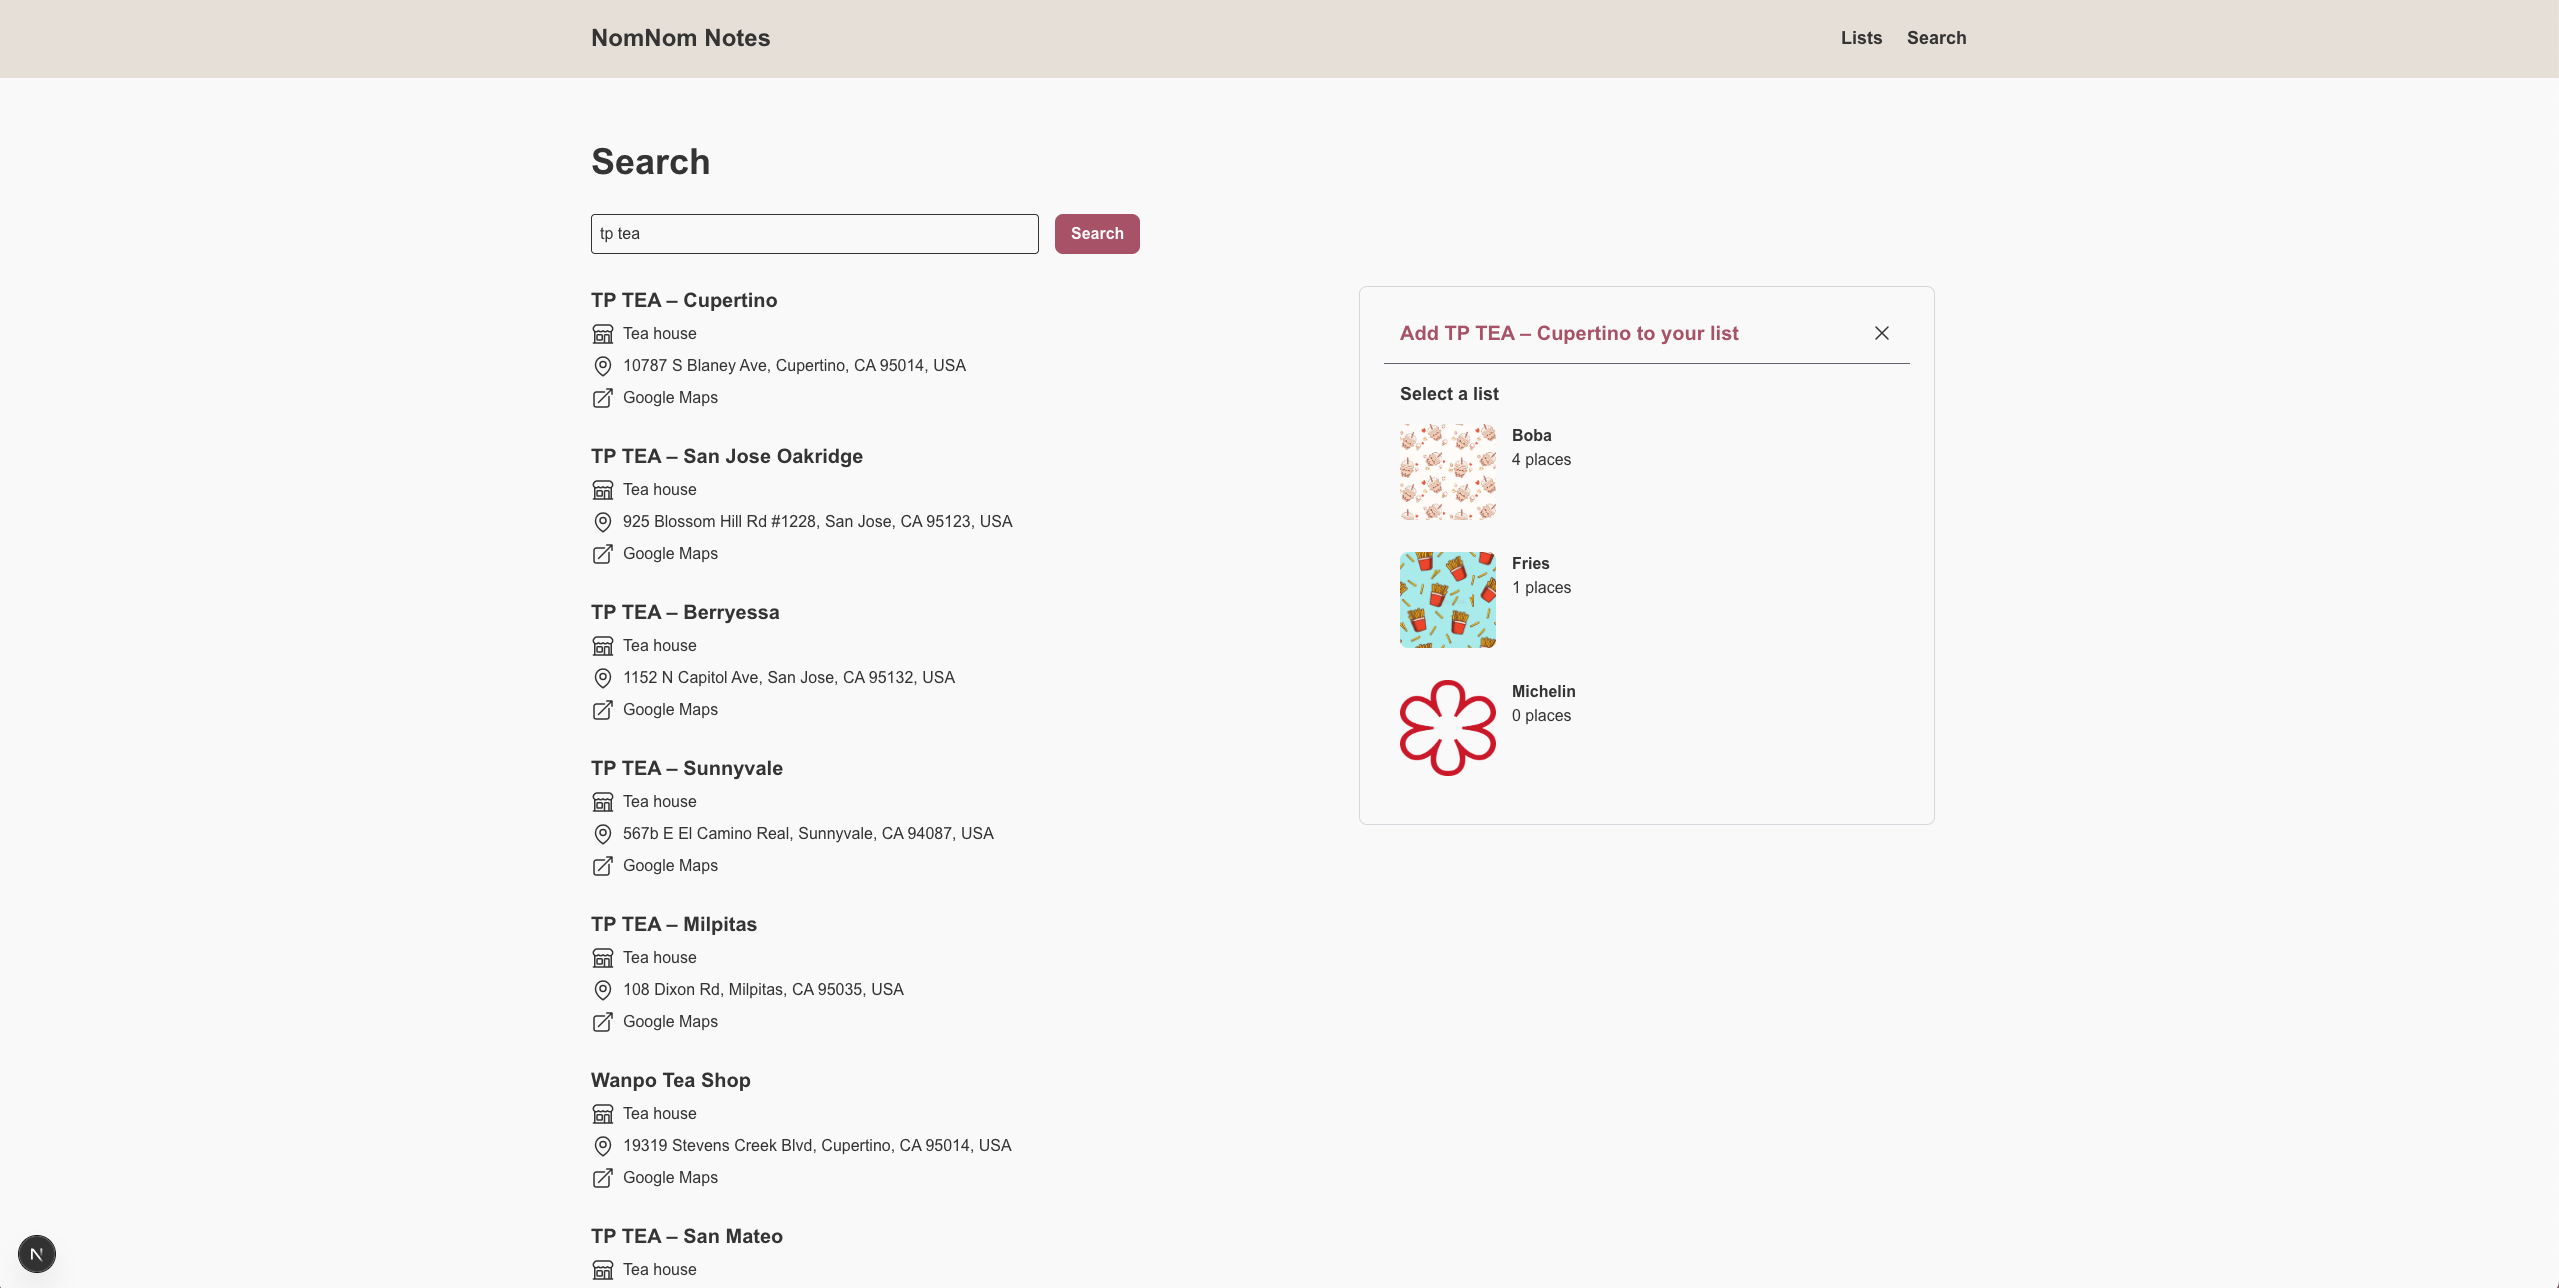 NomNom Notes
Lists
Search
Search
tp tea
Search
TP TEA – Cupertino
Tea house
10787 S Blaney Ave, Cupertino, CA 95014, USA
Google Maps
TP TEA – San Jose Oakridge
Tea house
925 Blossom Hill Rd #1228, San Jose, CA 95123, USA
Google Maps
TP TEA – Berryessa
Tea house
1152 N Capitol Ave, San Jose, CA 95132, USA
Google Maps
TP TEA – Sunnyvale
Tea house
567b E El Camino Real, Sunnyvale, CA 94087, USA
Google Maps
TP TEA – Milpitas
Tea house
108 Dixon Rd, Milpitas, CA 95035, USA
Google Maps
Wanpo Tea Shop
Tea house
19319 Stevens Creek Blvd, Cupertino, CA 95014, USA
Google Maps
TP TEA – San Mateo
Tea house
Add TP TEA – Cupertino to your list
Select a list
Boba
4 places
Fries
1 places
Michelin
0 places
N